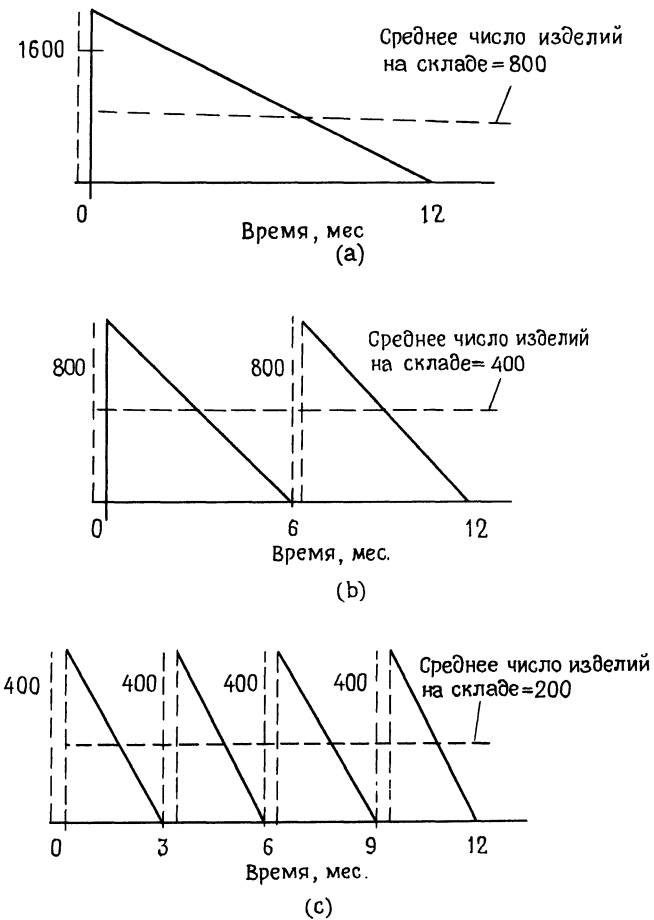 1600
Среднее число изделий
на складе=800
0
12
Время, мес
(a)
800
800
Среднее число изделий
на складе= 400
0
6
12
Время, мес.
(b)
400
400
400
400
Среднее число изделий
на складе=200
0
3
6
9
12
Время, мес.
(c)